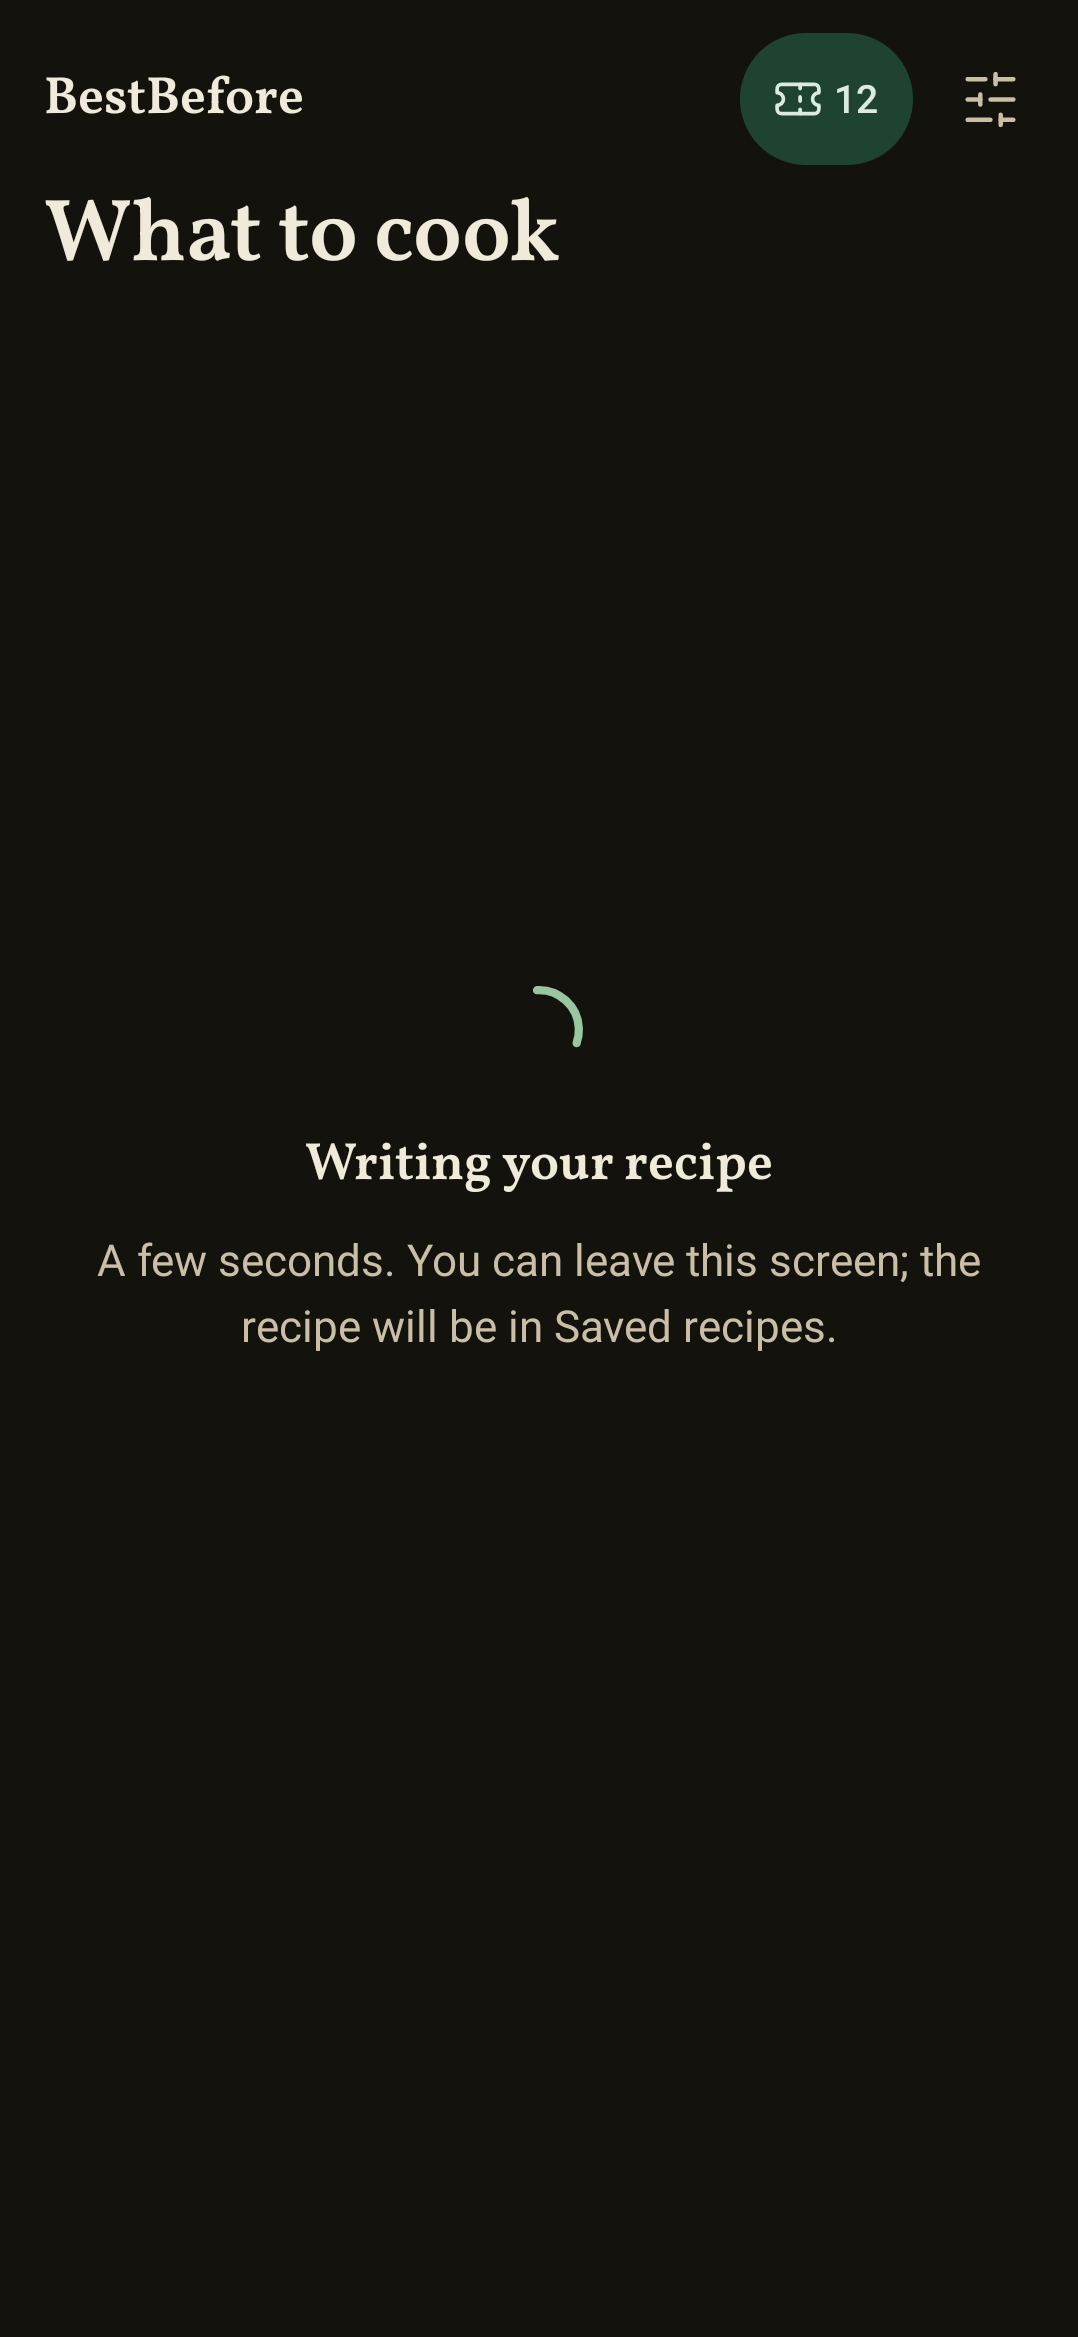 BestBefore
12
What to cook
Writing your recipe
A few seconds. You can leave this screen; the
recipe will be in Saved recipes.